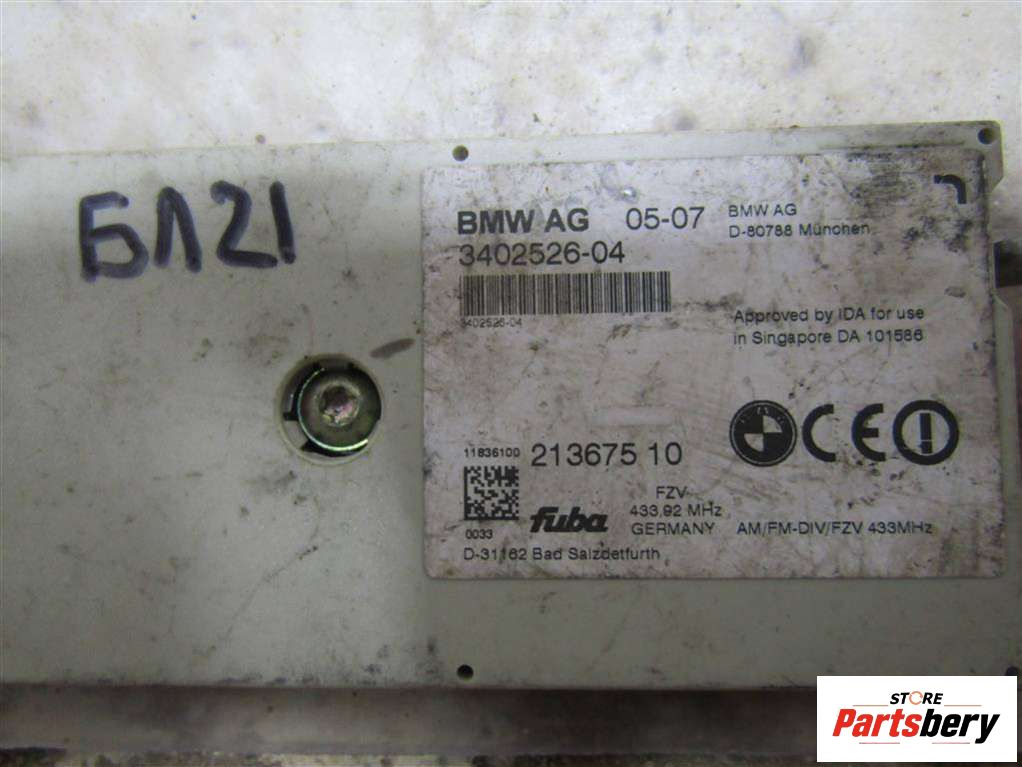 БЛ21
BMW AG 05-07
BMW AG
D-80788 München
3402526-04
3402526-04
Approved by IDA for use
in Singapore DA 101586
CE
11836100 213675 10
0033
fuba
FZV
433,92 MHz
GERMANY
AM/FM-DIV/FZV 433MHz
D-31162 Bad Salzdetfurth
STORE
Partsbery